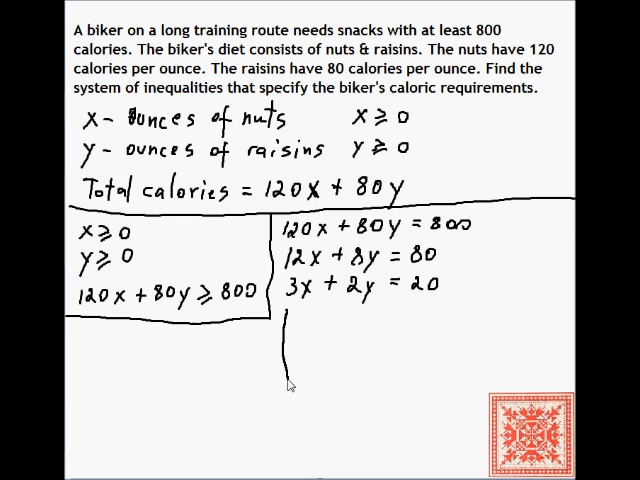 A biker on a long training route needs snacks with at least 800
calories. The biker's diet consists of nuts & raisins. The nuts have 120
calories per ounce. The raisins have 80 calories per ounce. Find the
system of inequalities that specify the biker's caloric requirements.
x - ounces of nuts x ⩾ 0
y - ounces of raisins y ⩾ 0
Total calories = 120x + 80y
x ⩾ 0
y ⩾ 0
120x + 80y ⩾ 800
120x + 80y = 800
12x + 8y = 80
3x + 2y = 20